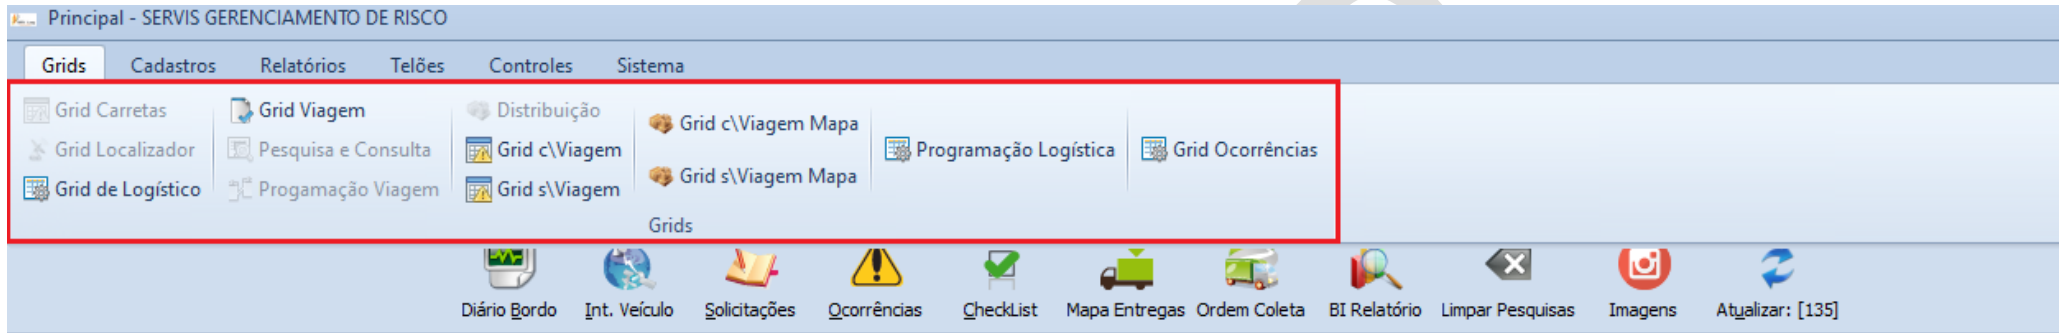 Principal - SERVIS GERENCIAMENTO DE RISCO
Grids Cadastros Relatórios Telões Controles Sistema
Grid Carretas
Grid Localizador
Grid de Logístico
Grid Viagem
Pesquisa e Consulta
Progamação Viagem
Distribuição
Grid c\Viagem
Grid s\Viagem
Grid c\Viagem Mapa
Grid s\Viagem Mapa
Programação Logística
Grid Ocorrências
Grids
Diário Bordo Int. Veículo Solicitações Ocorrências CheckList Mapa Entregas Ordem Coleta BI Relatório Limpar Pesquisas Imagens Atualizar: [135]